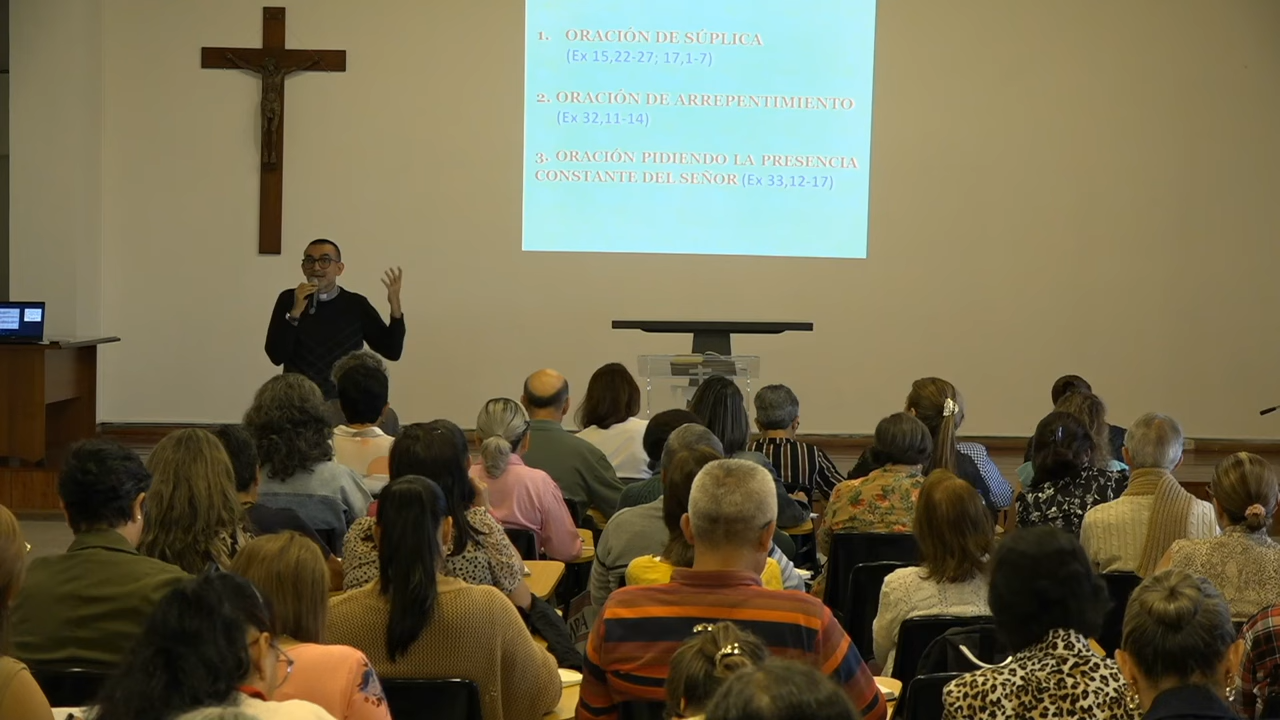 1. ORACIÓN DE SÚPLICA
(Ex 15,22-27; 17,1-7)
2. ORACIÓN DE ARREPENTIMIENTO
(Ex 32,11-14)
3. ORACIÓN PIDIENDO LA PRESENCIA
CONSTANTE DEL SEÑOR (Ex 33,12-17)